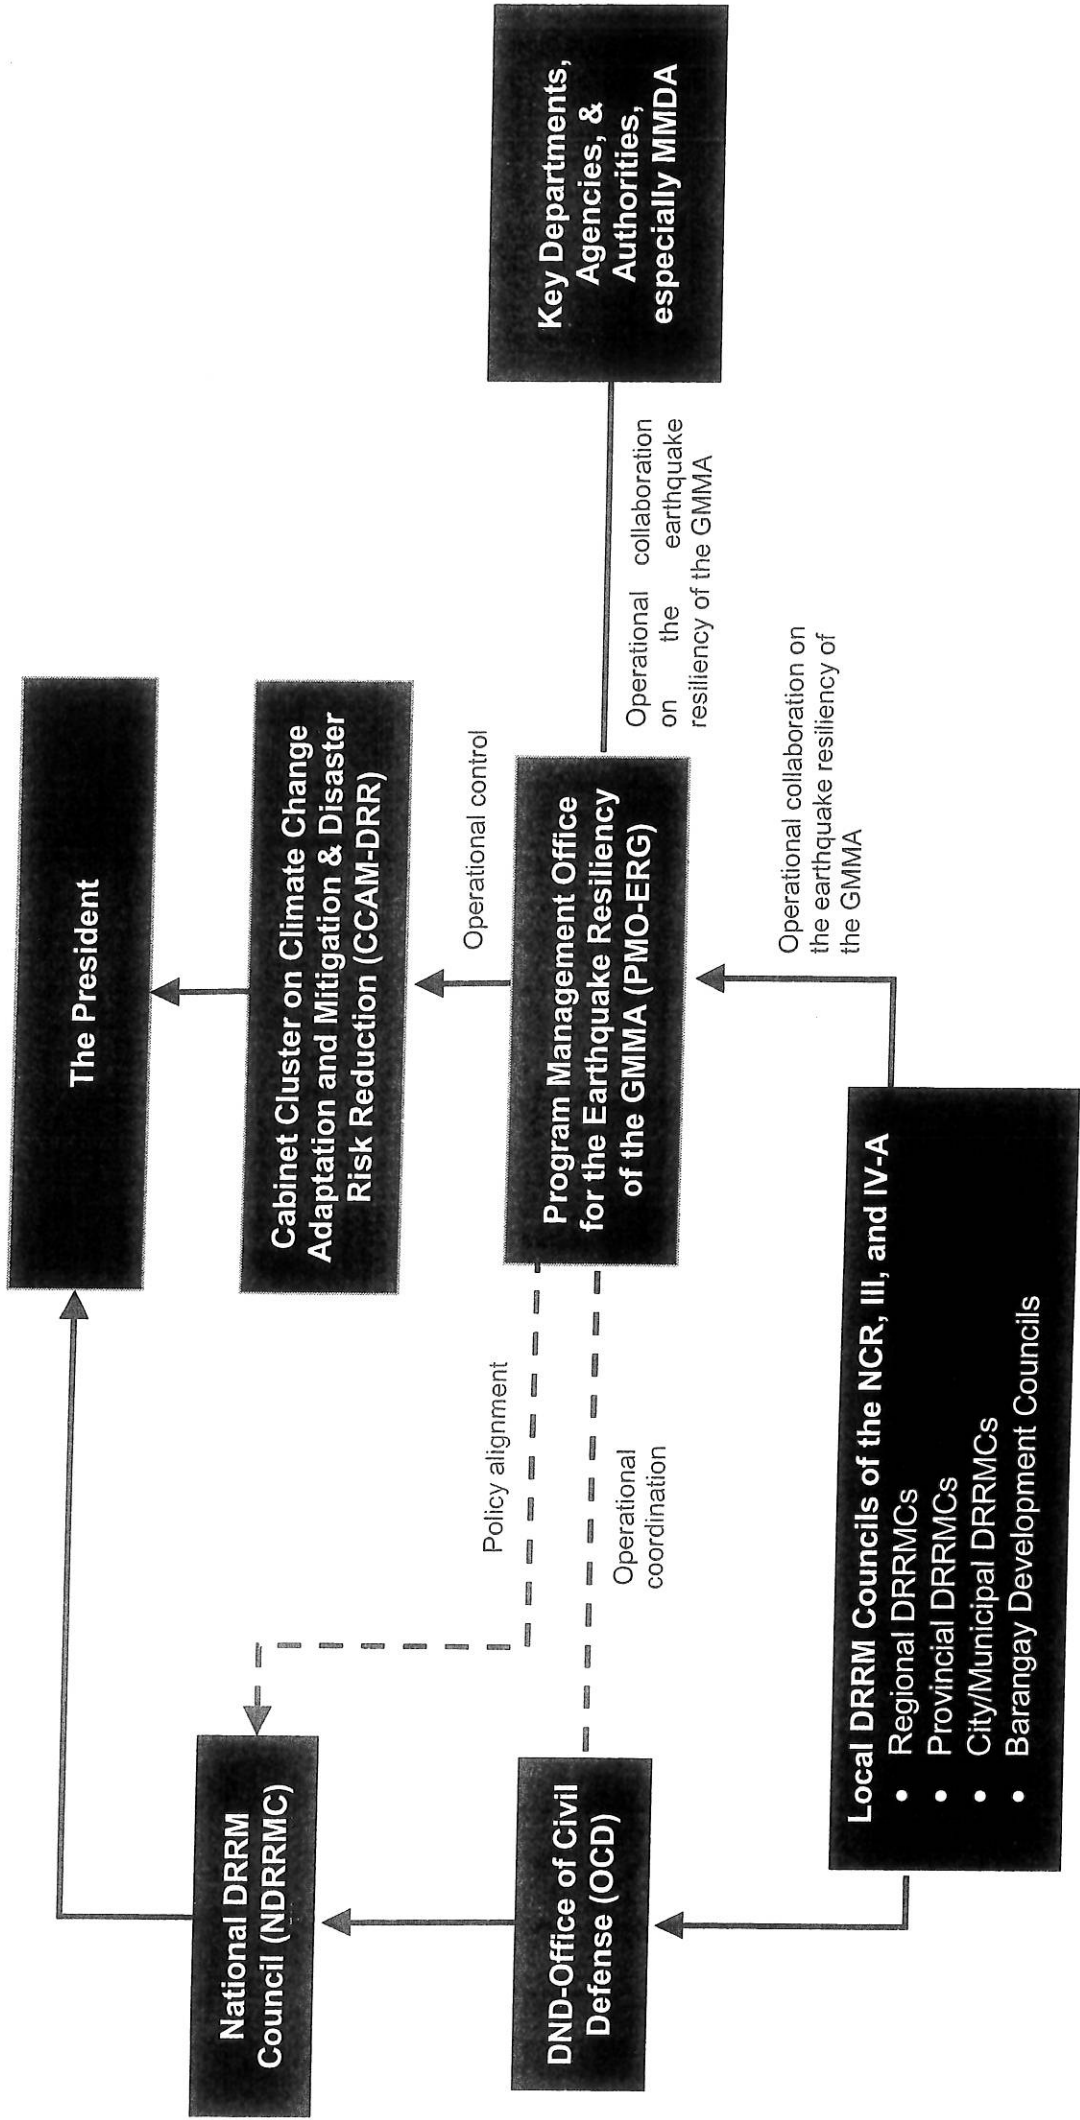 The President
Cabinet Cluster on Climate Change
Adaptation and Mitigation & Disaster
Risk Reduction (CCAM-DRR)
National DRRM
Council (NDRRMC)
Policy alignment
Operational control
DND-Office of Civil
Defense (OCD)
Operational
coordination
Program Management Office
for the Earthquake Resiliency
of the GMMA (PMO-ERG)
Operational collaboration
on the earthquake
resiliency of the GMMA
Key Departments,
Agencies, &
Authorities,
especially MMDA
Operational collaboration on
the earthquake resiliency of
the GMMA
Local DRRM Councils of the NCR, III, and IV-A
• Regional DRRMCs
• Provincial DRRMCs
• City/Municipal DRRMCs
• Barangay Development Councils